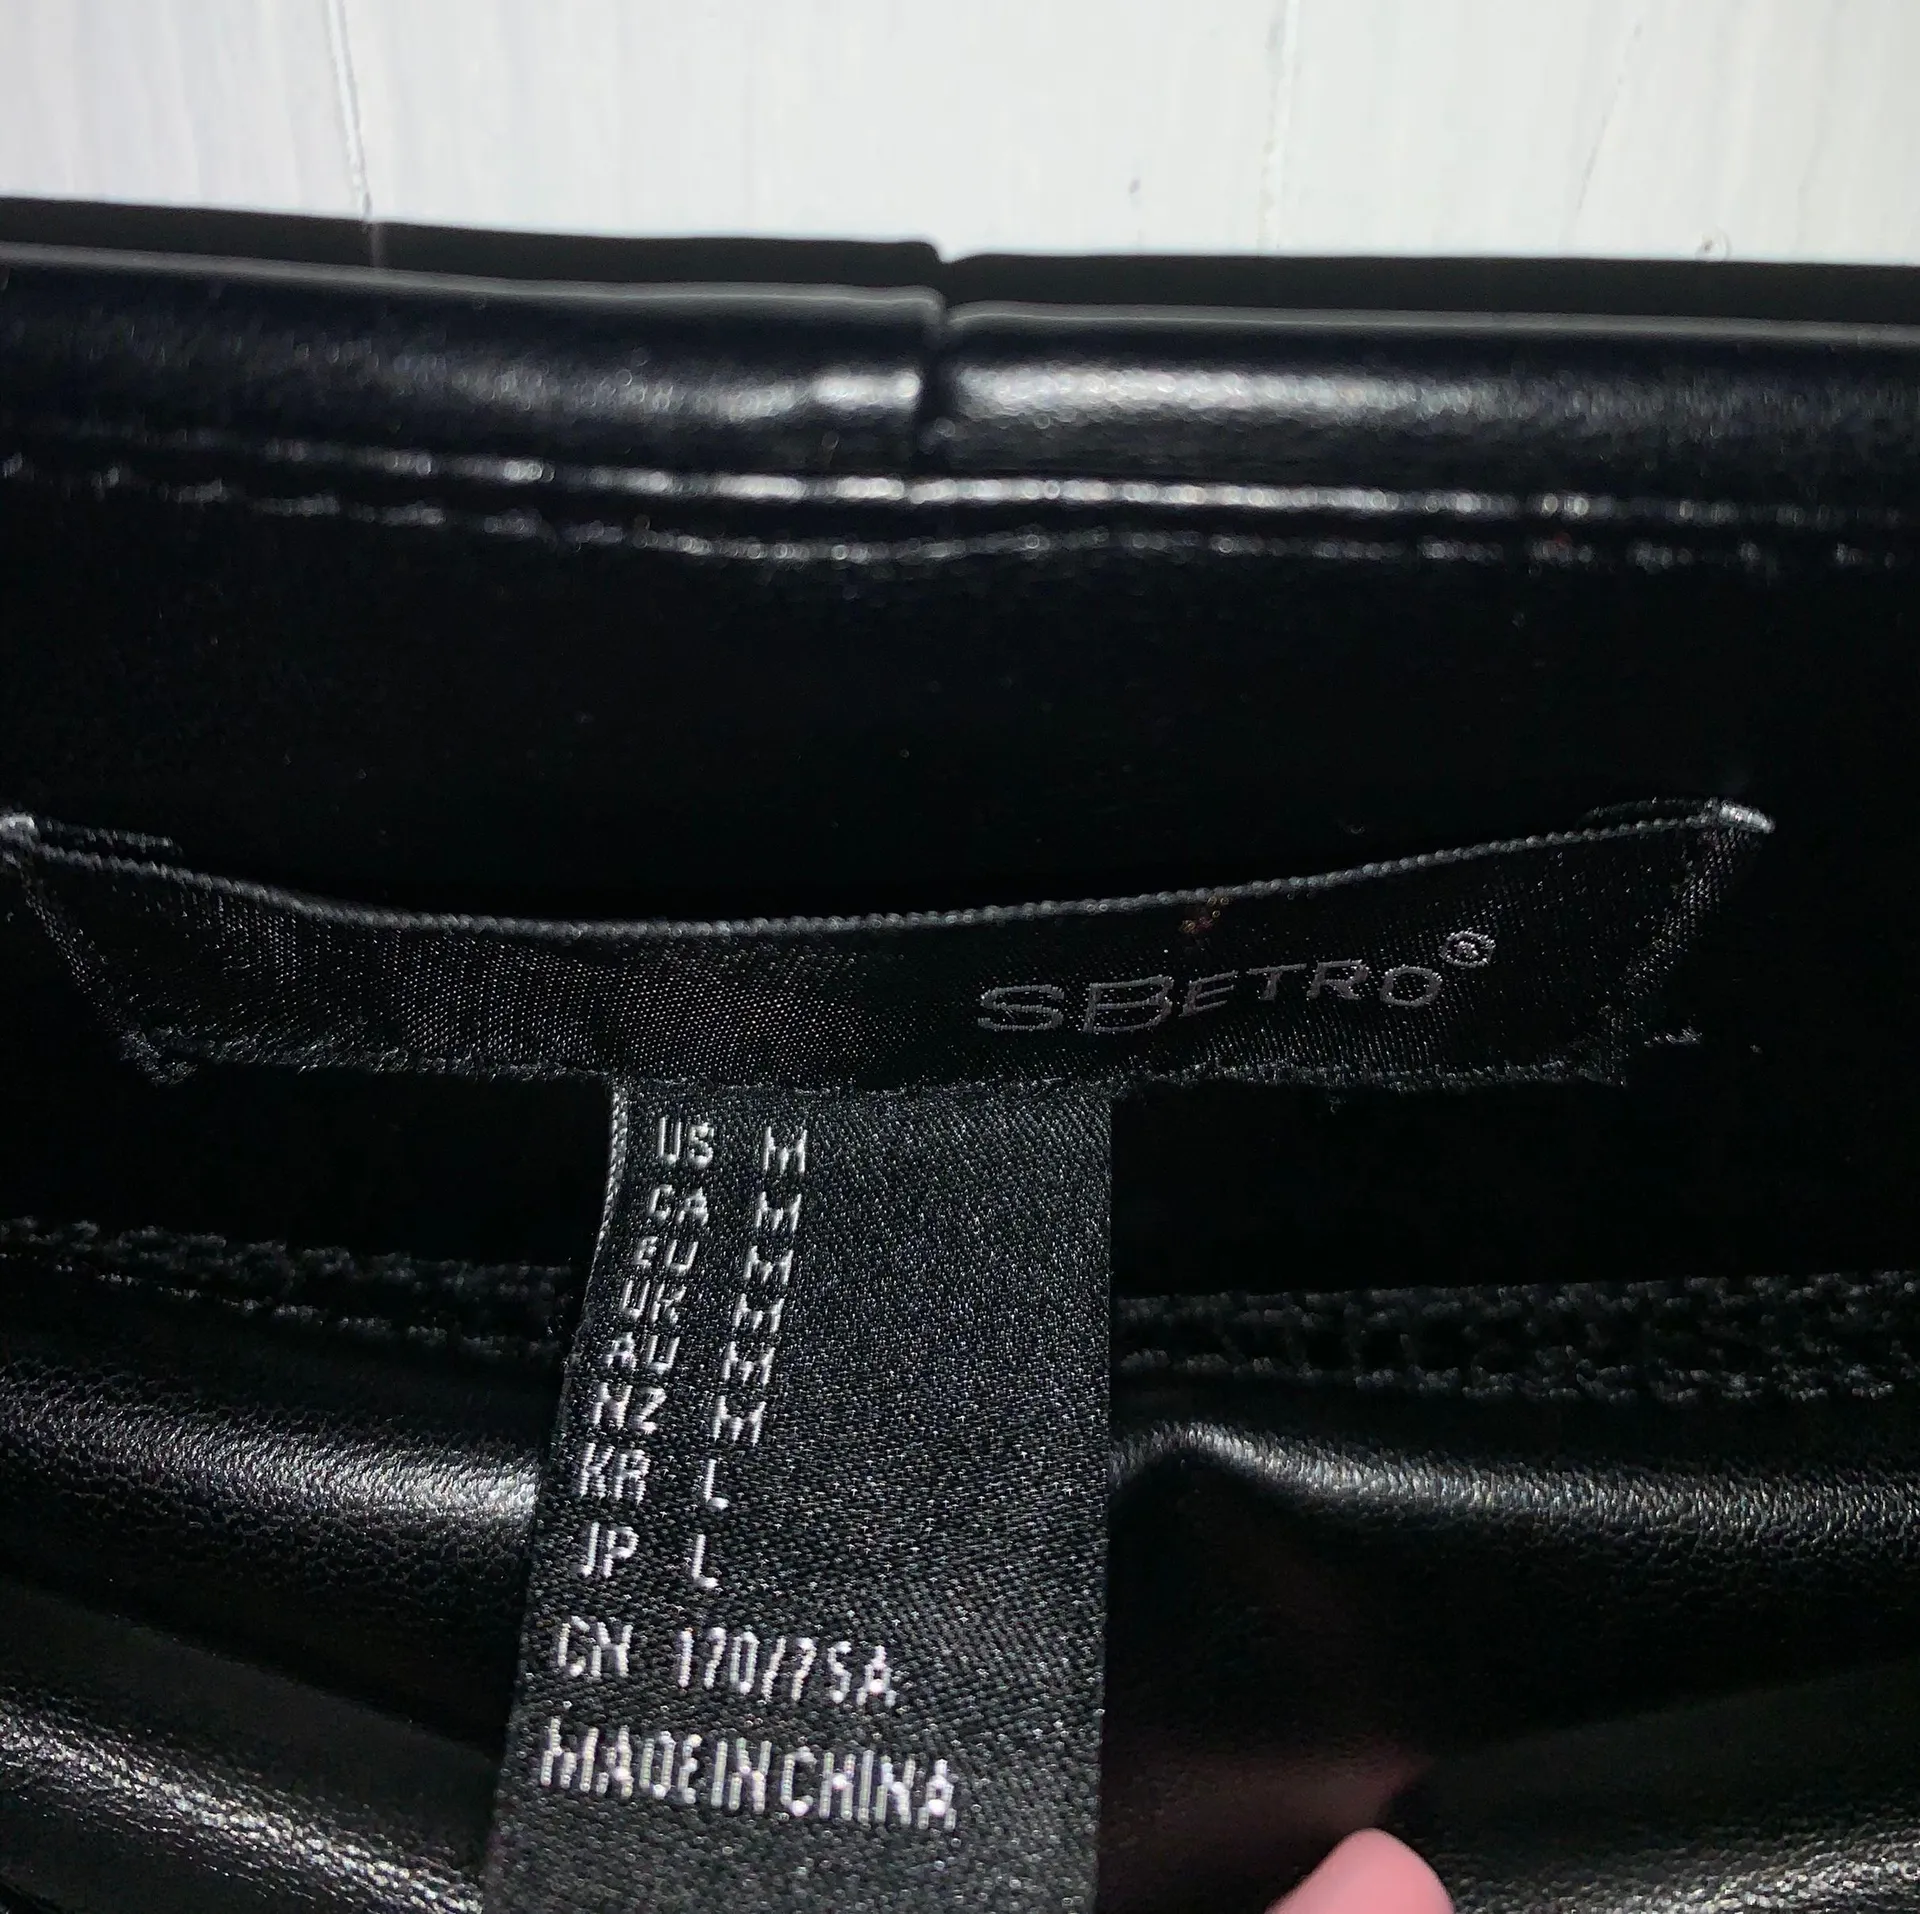 SBETRO®
US M
CA M
EU M
UK M
AU M
NZ M
KR L
JP L
CN 170/75A
MADE IN CHINA